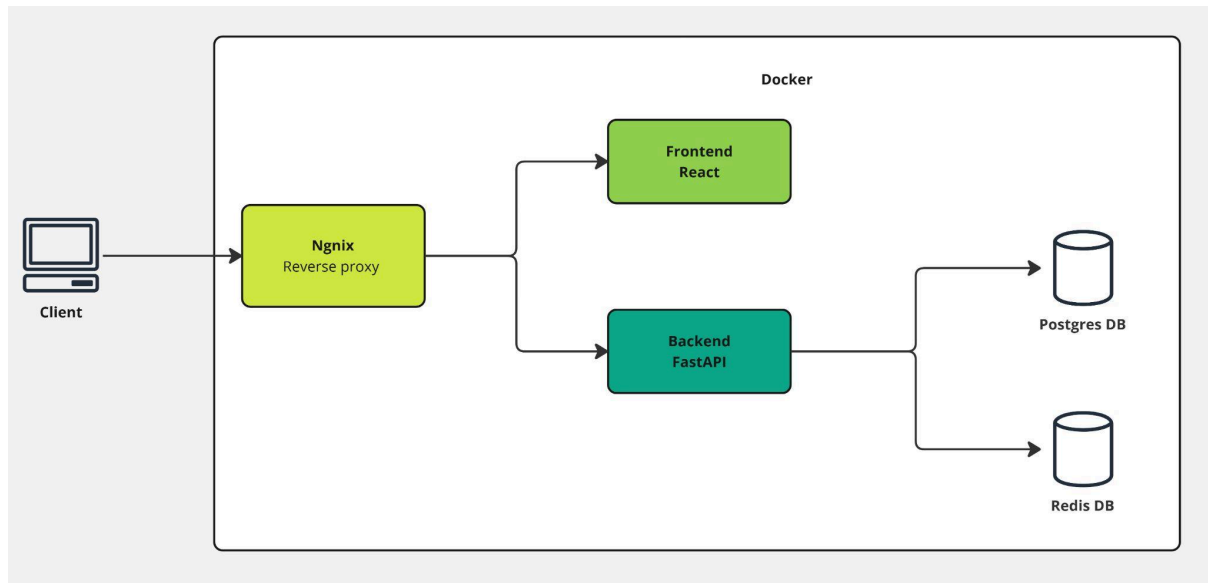 Docker
Frontend
React
Ngnix
Reverse proxy
Client
Backend
FastAPI
Postgres DB
Redis DB